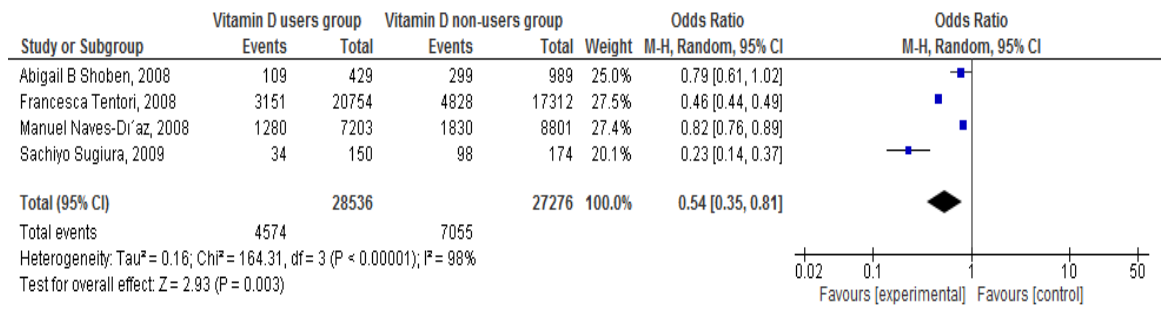 Vitamin D users group Vitamin D non-users group Odds Ratio Odds Ratio
Study or Subgroup Events Total Events Total Weight M-H, Random, 95% CI M-H, Random, 95% CI
Abigail B Shoben, 2008 109 429 299 989 25.0% 0.79 [0.61, 1.02]
Francesca Tentori, 2008 3151 20754 4828 17312 27.5% 0.46 [0.44, 0.49]
Manuel Naves-Dı´az, 2008 1280 7203 1830 8801 27.4% 0.82 [0.76, 0.89]
Sachiyo Sugiura, 2009 34 150 98 174 20.1% 0.23 [0.14, 0.37]
Total (95% CI) 28536 27276 100.0% 0.54 [0.35, 0.81]
Total events 4574 7055
Heterogeneity: Tau² = 0.16; Chi² = 164.31, df = 3 (P < 0.00001); I² = 98%
Test for overall effect: Z = 2.93 (P = 0.003)
0.02 0.1 1 10 50
Favours [experimental] Favours [control]